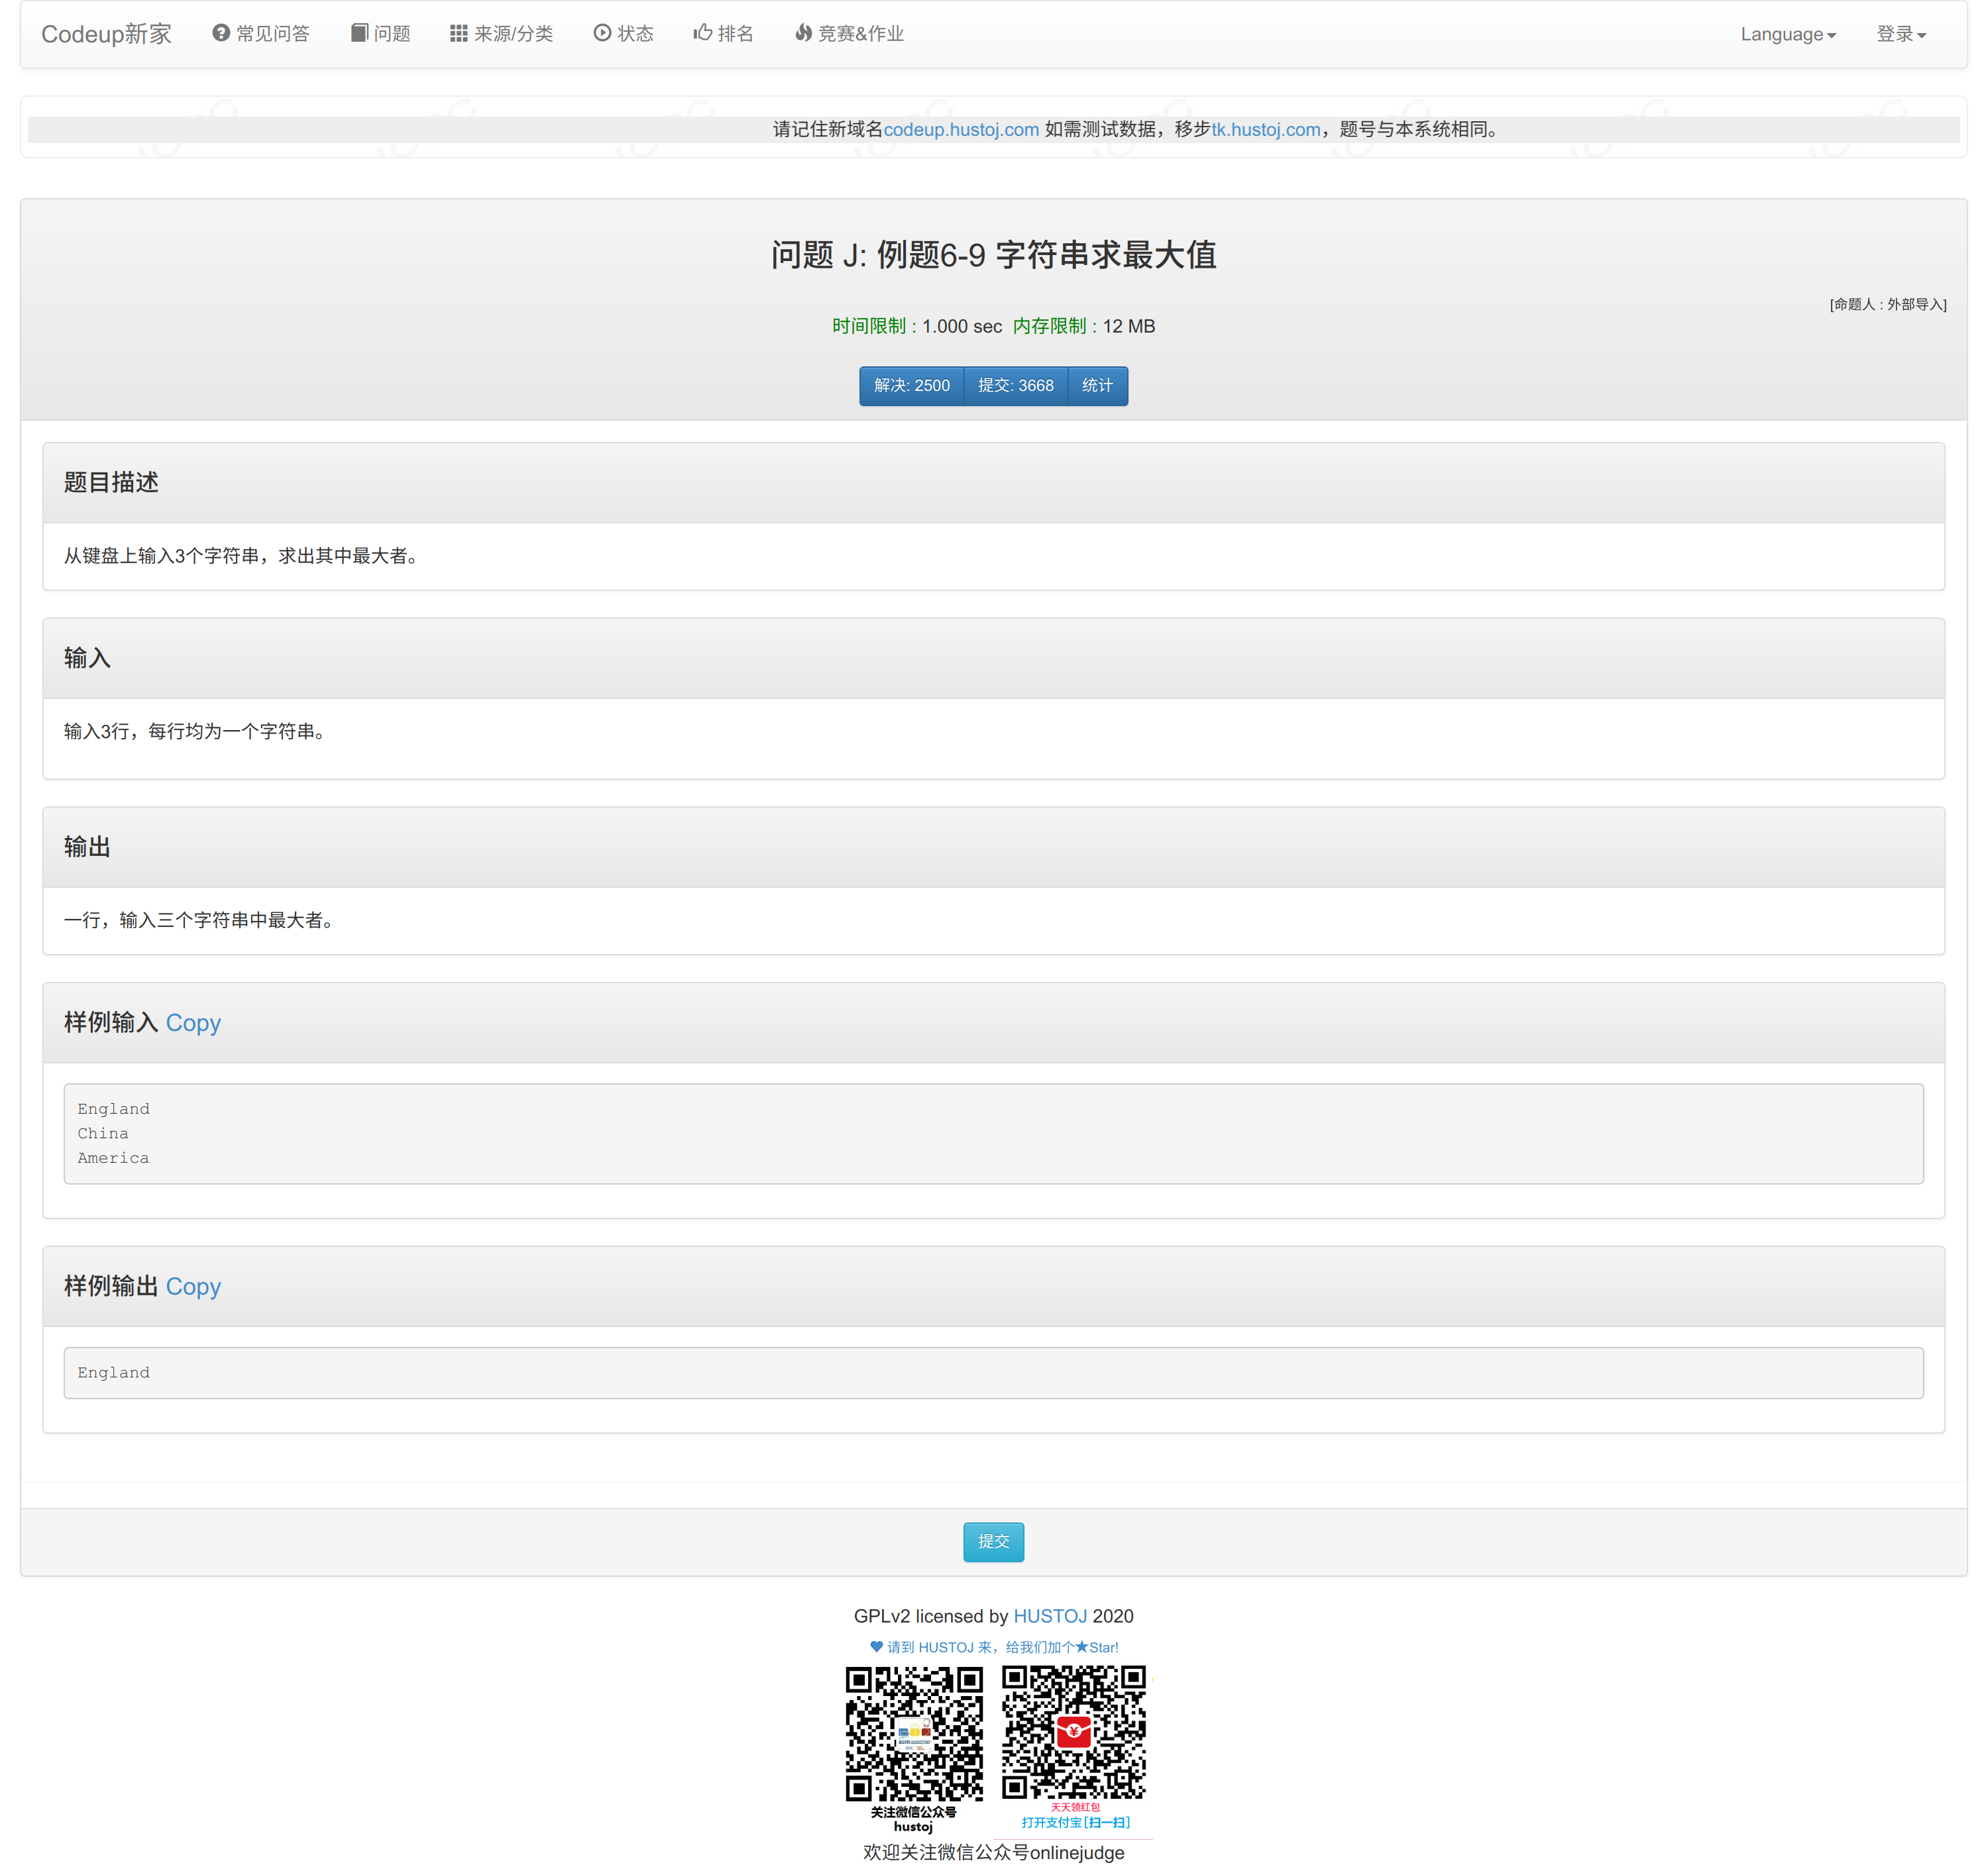 Codeup新家 常见问答 问题 来源/分类 状态 排名 竞赛&作业 Language 登录
请记住新域名codeup.hustoj.com 如需测试数据，移步tk.hustoj.com，题号与本系统相同。
问题 J: 例题6-9 字符串求最大值
[命题人 : 外部导入]
时间限制 : 1.000 sec 内存限制 : 12 MB
解决: 2500 提交: 3668 统计
题目描述
从键盘上输入3个字符串，求出其中最大者。
输入
输入3行，每行均为一个字符串。
输出
一行，输入三个字符串中最大者。
样例输入 Copy
England
China
America
样例输出 Copy
England
提交
GPLv2 licensed by HUSTOJ 2020
请到 HUSTOJ 来，给我们加个★Star!
关注微信公众号
hustoj
天天领红包
打开支付宝[扫一扫]
欢迎关注微信公众号onlinejudge